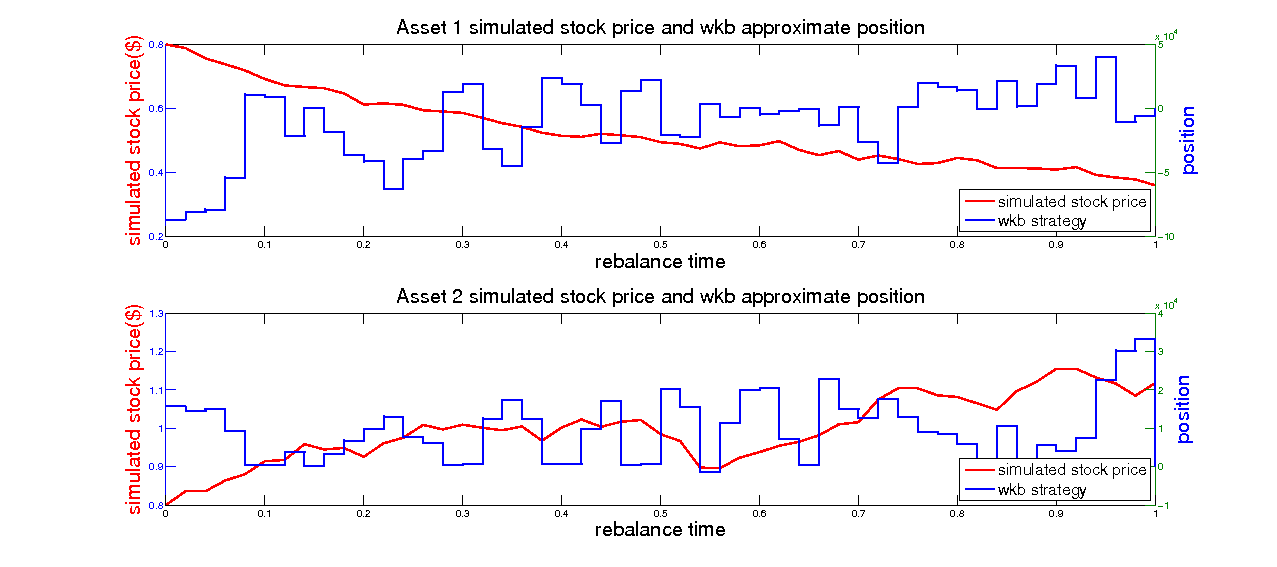 Asset 1 simulated stock price and wkb approximate position
x 10^4
simulated stock price($)
0.8
0.6
0.4
0.2
5
0
-5
-10
position
simulated stock price
wkb strategy
0 0.1 0.2 0.3 0.4 0.5 0.6 0.7 0.8 0.9 1
rebalance time
Asset 2 simulated stock price and wkb approximate position
x 10^4
simulated stock price($)
1.3
1.2
1.1
1
0.9
0.8
4
3
2
1
0
-1
position
simulated stock price
wkb strategy
0 0.1 0.2 0.3 0.4 0.5 0.6 0.7 0.8 0.9 1
rebalance time